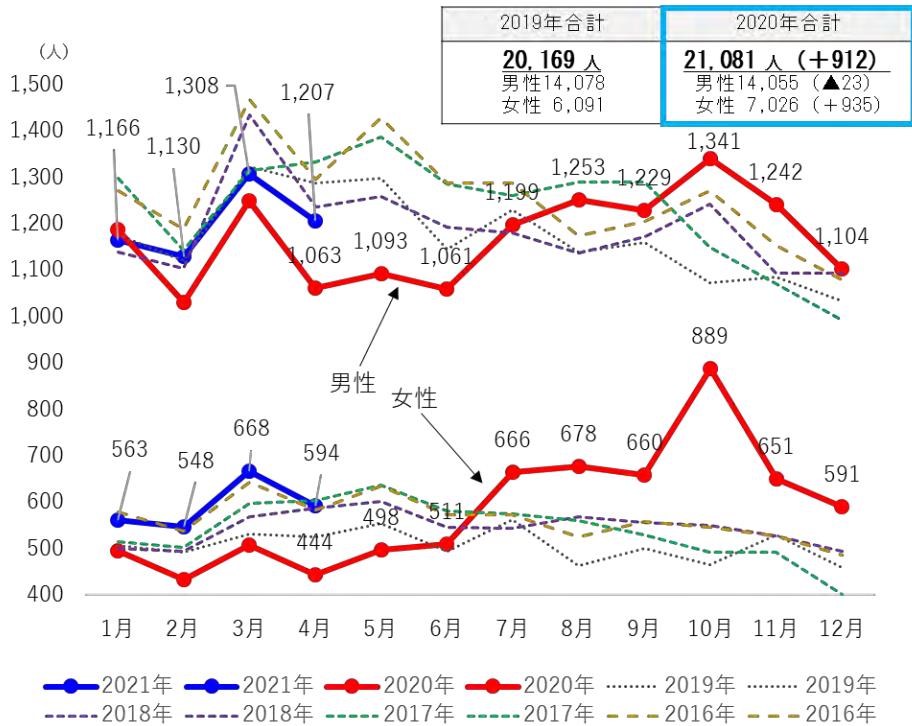 2019年合計 2020年合計
20,169 人 21,081 人 (+912)
男性14,078 男性14,055 (▲23)
女性 6,091 女性 7,026 (+935)
(人)
1,500
1,400
1,300
1,200
1,100
1,000
900
800
700
600
500
400
1,166 1,130 1,308 1,207
1,063 1,093 1,061 1,199 1,253 1,229 1,341 1,242 1,104
男性
女性
563 548 668 594
444 498 511 666 678 660 889 651 591
1月 2月 3月 4月 5月 6月 7月 8月 9月 10月 11月 12月
2021年 2021年 2020年 2020年 2019年 2019年
2018年 2018年 2017年 2017年 2016年 2016年